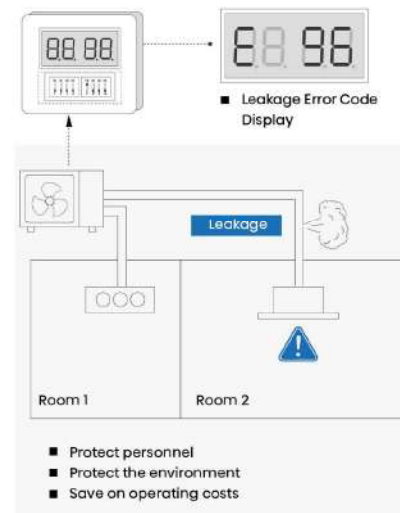 88 88
E 96
Leakage Error Code
Display
Leakage
Room 1
Room 2
Protect personnel
Protect the environment
Save on operating costs